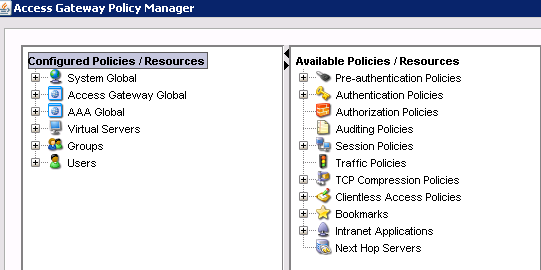 Access Gateway Policy Manager
Configured Policies / Resources
System Global
Access Gateway Global
AAA Global
Virtual Servers
Groups
Users
Available Policies / Resources
Pre-authentication Policies
Authentication Policies
Authorization Policies
Auditing Policies
Session Policies
Traffic Policies
TCP Compression Policies
Clientless Access Policies
Bookmarks
Intranet Applications
Next Hop Servers